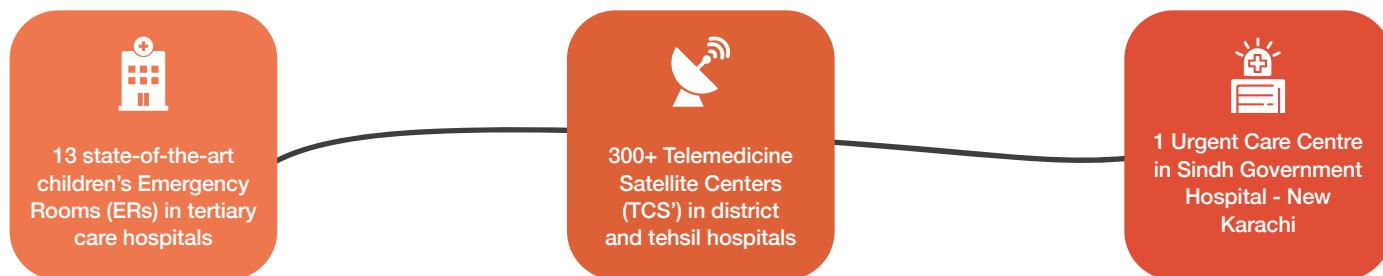 13 state-of-the-art
children’s Emergency
Rooms (ERs) in tertiary
care hospitals
300+ Telemedicine
Satellite Centers
(TCS’) in district
and tehsil hospitals
1 Urgent Care Centre
in Sindh Government
Hospital - New
Karachi